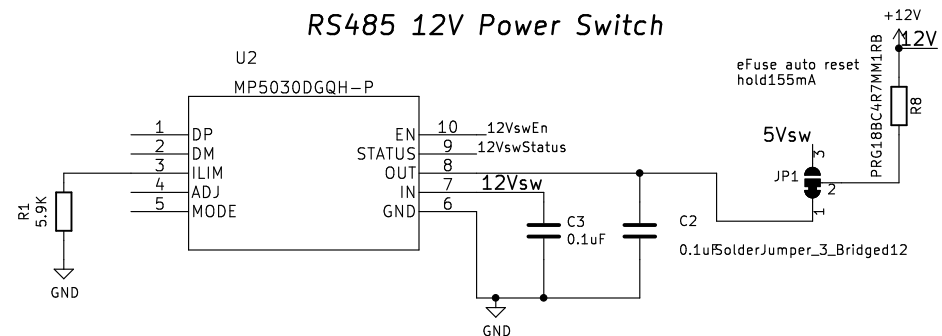 RS485 12V Power Switch
+12V
12V
U2
MP5030DGQH-P
eFuse auto reset
hold155mA
PRG18BC4R7MM1RB
R8
1 DP
2 DM
3 ILIM
4 ADJ
5 MODE
EN 10 12VswEn
STATUS 9 12VswStatus
OUT 8
IN 7 12Vsw
GND 6
R1
5.9K
GND
C3
0.1uF
C2
0.1uF
5Vsw
3
JP1
2
1
SolderJumper_3_Bridged12
GND